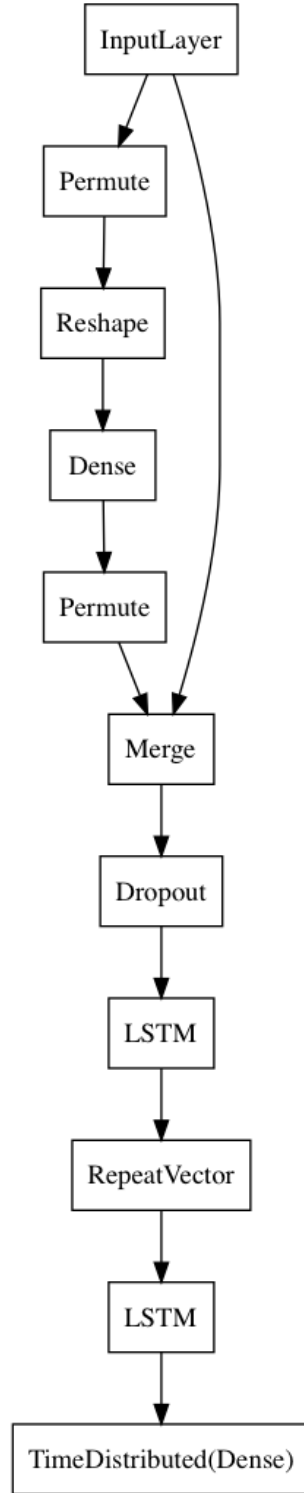 InputLayer
Permute
Reshape
Dense
Permute
Merge
Dropout
LSTM
RepeatVector
LSTM
TimeDistributed(Dense)